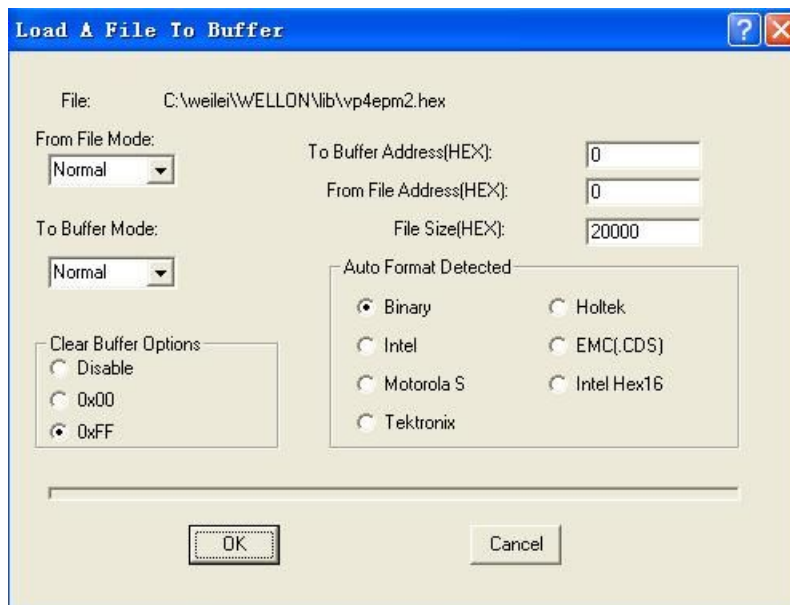 Load A File To Buffer
File: C:\weilei\WELLON\lib\vp4epm2.hex
From File Mode:
Normal
To Buffer Address(HEX): 0
From File Address(HEX): 0
To Buffer Mode:
File Size(HEX): 20000
Normal
Auto Format Detected
Binary Holtek
Intel EMC(.CDS)
Motorola S Intel Hex16
Tektronix
Clear Buffer Options
Disable
0x00
0xFF
OK Cancel